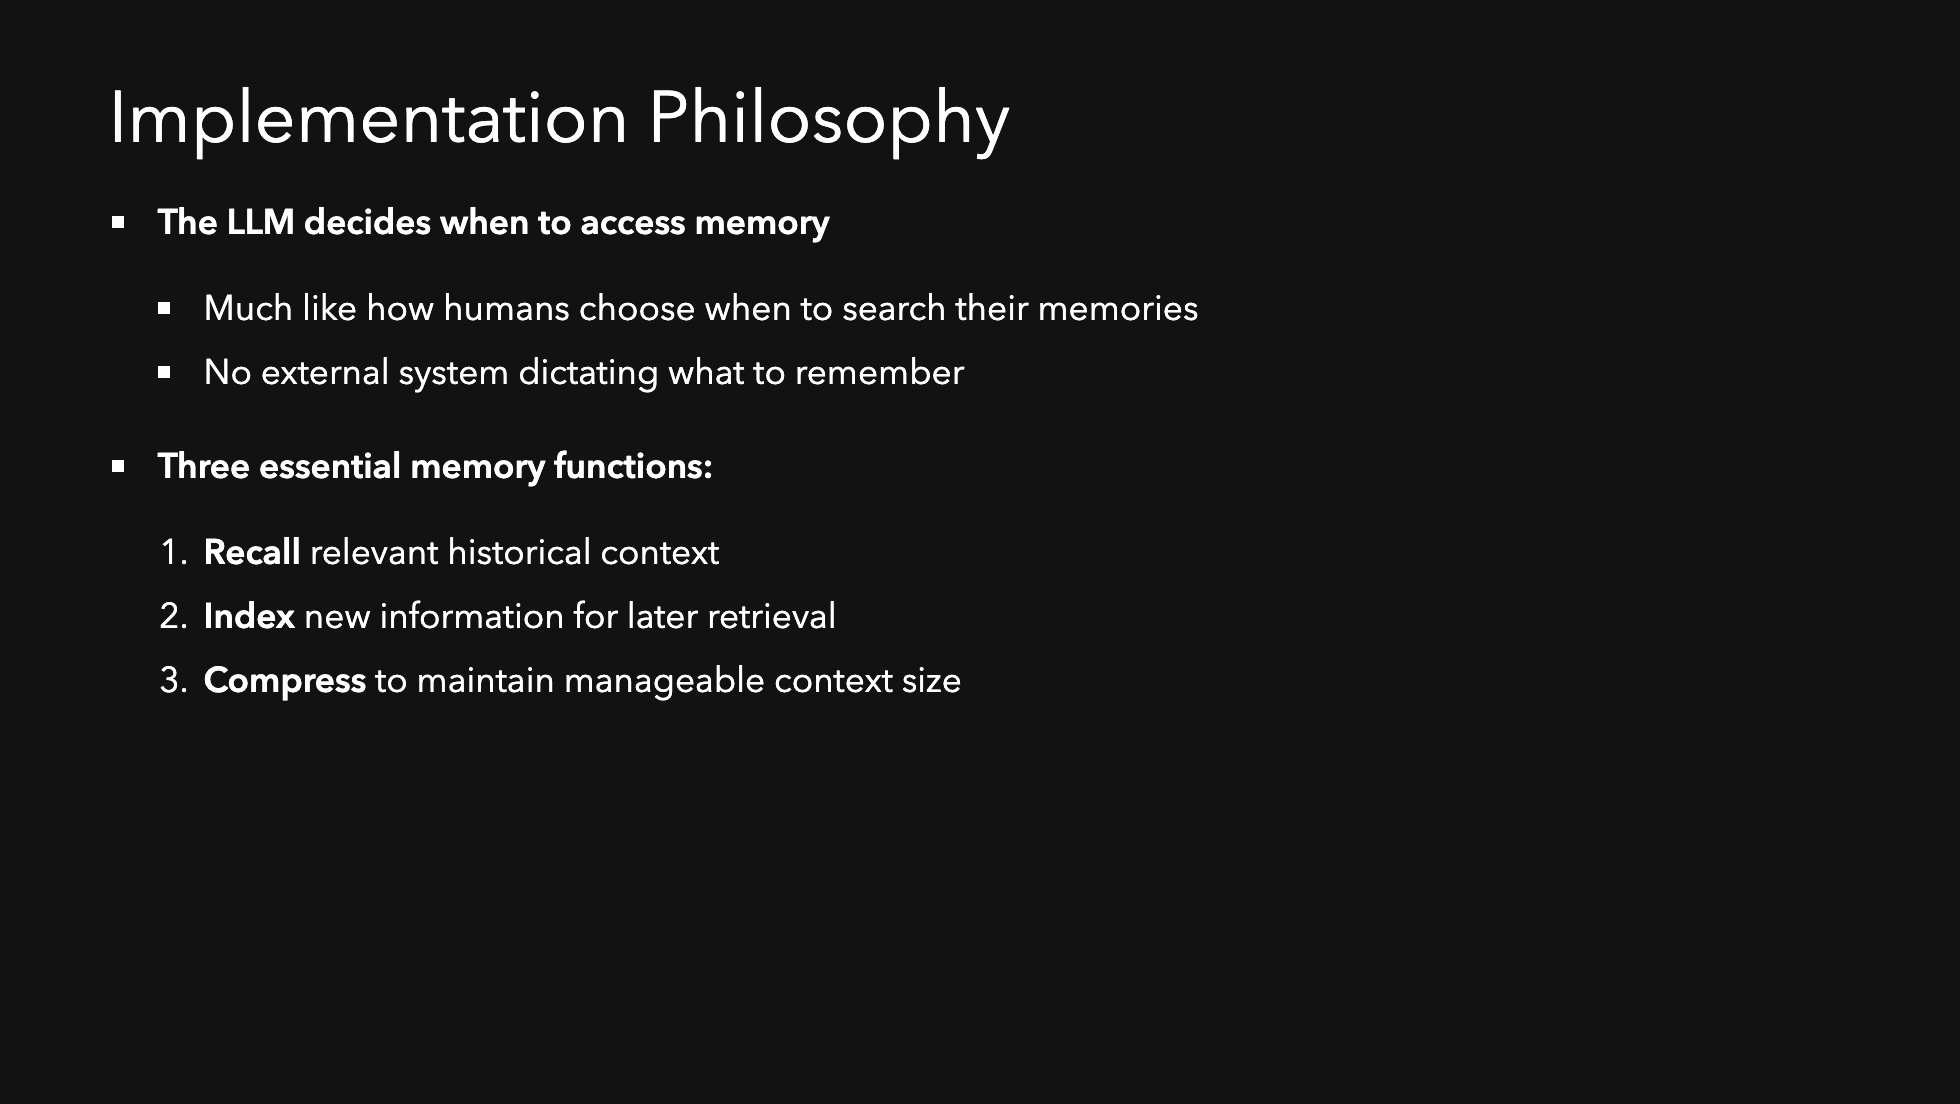 Implementation Philosophy
The LLM decides when to access memory
Much like how humans choose when to search their memories
No external system dictating what to remember
Three essential memory functions:
1. Recall relevant historical context
2. Index new information for later retrieval
3. Compress to maintain manageable context size